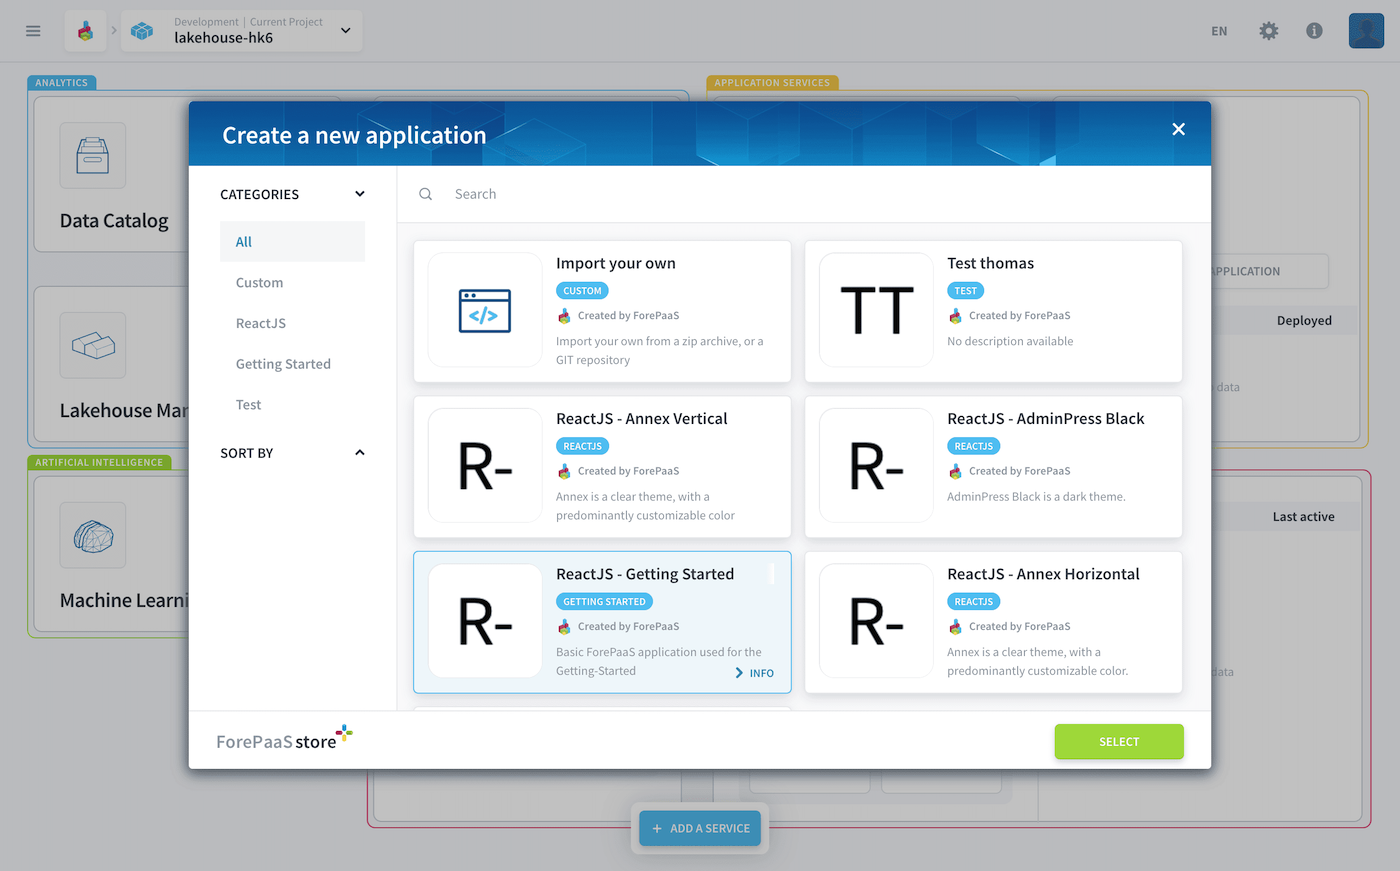 Development | Current Project
lakehouse-hk6
EN
ANALYTICS
APPLICATION SERVICES
Create a new application
Data Catalog
CATEGORIES
All
Custom
ReactJS
Getting Started
Test
SORT BY
Search
Import your own
CUSTOM
Created by ForePaaS
Import your own from a zip archive, or a
GIT repository
TT
Test thomas
TEST
Created by ForePaaS
No description available
R-
ReactJS - Annex Vertical
REACTJS
Created by ForePaaS
Annex is a clear theme, with a
predominantly customizable color
R-
ReactJS - AdminPress Black
REACTJS
Created by ForePaaS
AdminPress Black is a dark theme.
R-
ReactJS - Getting Started
GETTING STARTED
Created by ForePaaS
Basic ForePaaS application used for the
Getting-Started
INFO
R-
ReactJS - Annex Horizontal
REACTJS
Created by ForePaaS
Annex is a clear theme, with a
predominantly customizable color.
APPLICATION
Deployed
data
Lakehouse Mar
ARTIFICIAL INTELLIGENCE
Last active
Machine Learni
data
ForePaaS store
SELECT
+ ADD A SERVICE